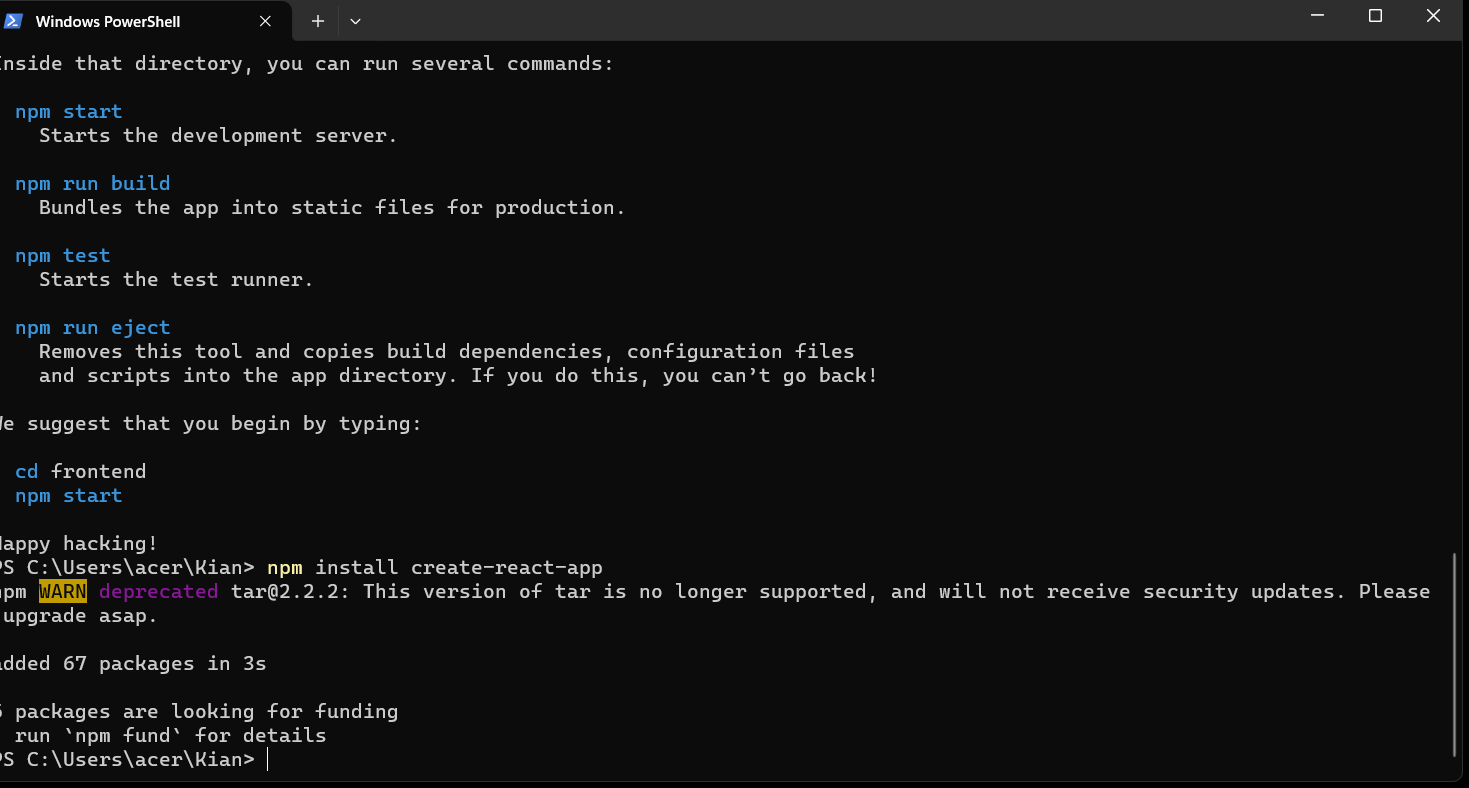 Windows PowerShell
Inside that directory, you can run several commands:
npm start
Starts the development server.
npm run build
Bundles the app into static files for production.
npm test
Starts the test runner.
npm run eject
Removes this tool and copies build dependencies, configuration files
and scripts into the app directory. If you do this, you can’t go back!
We suggest that you begin by typing:
cd frontend
npm start
Happy hacking!
PS C:\Users\acer\Kian> npm install create-react-app
npm WARN deprecated tar@2.2.2: This version of tar is no longer supported, and will not receive security updates. Please
upgrade asap.
added 67 packages in 3s
packages are looking for funding
run `npm fund` for details
PS C:\Users\acer\Kian>